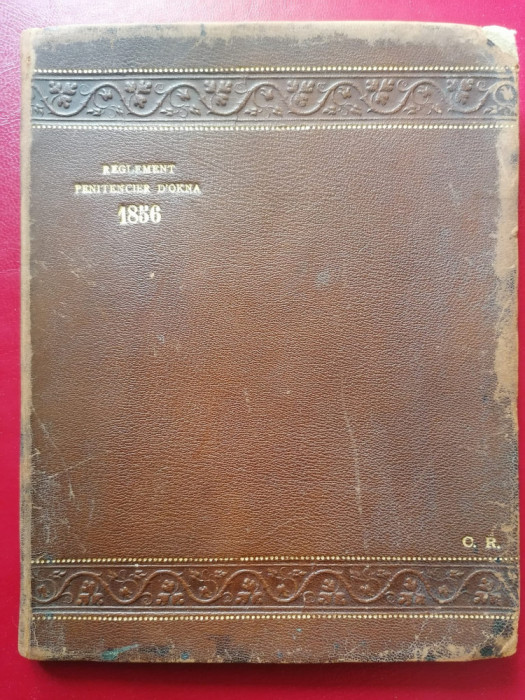 REGLEMENT
PENITENCIER D'OKNA
1856
C. R.